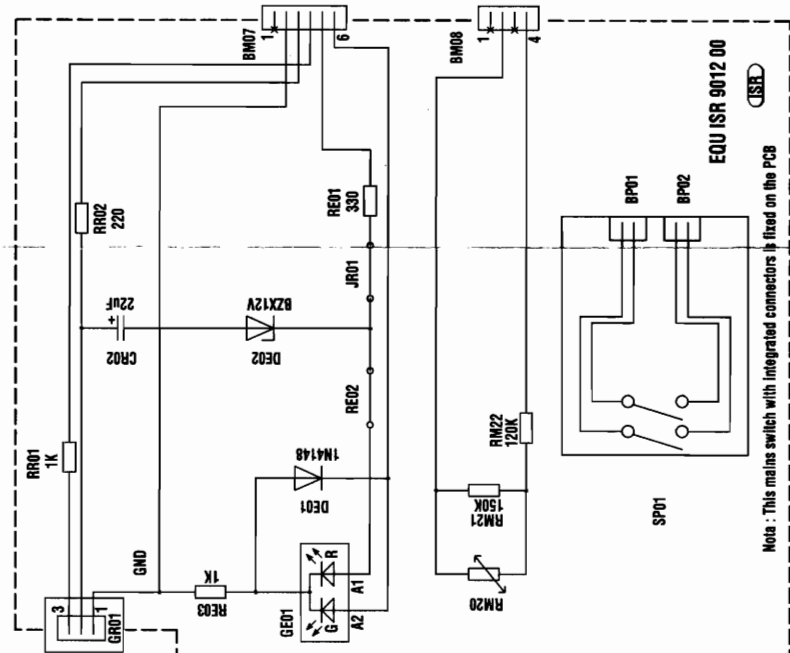 BM07
1
6
BM08
1
4
EQU ISR 9012 00
ISR
Nota : This mains switch with integrated connectors is fixed on the PCB
RR02
220
RE01
330
BP01
BP02
JR01
22uF
+
CR02
BZX12V
DE02
RE02
RR01
1K
1N4148
DE01
RM22
120K
RM21
150K
RM20
SP01
GND
1K
RE03
R
G
A1
A2
GE01
3
1
GR01